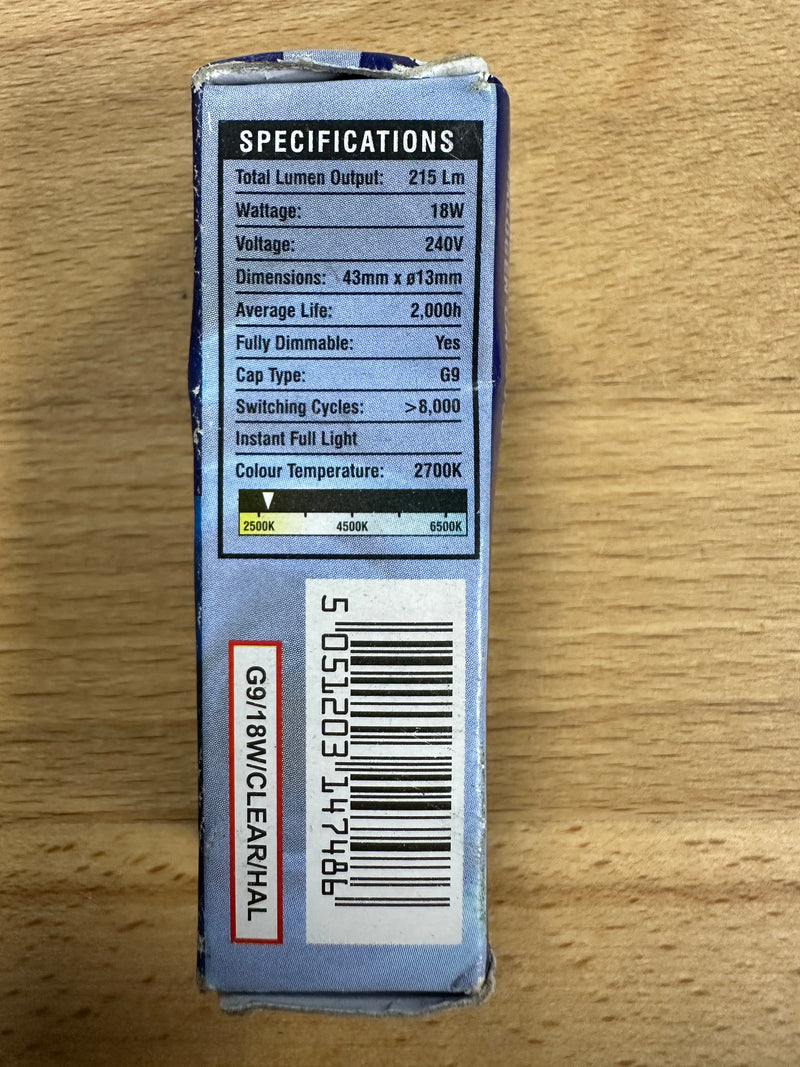 SPECIFICATIONS
Total Lumen Output: 215 Lm
Wattage: 18W
Voltage: 240V
Dimensions: 43mm x ø13mm
Average Life: 2,000h
Fully Dimmable: Yes
Cap Type: G9
Switching Cycles: >8,000
Instant Full Light
Colour Temperature: 2700K
2500K 4500K 6500K
G9/18W/CLEAR/HAL
5 051203 147486